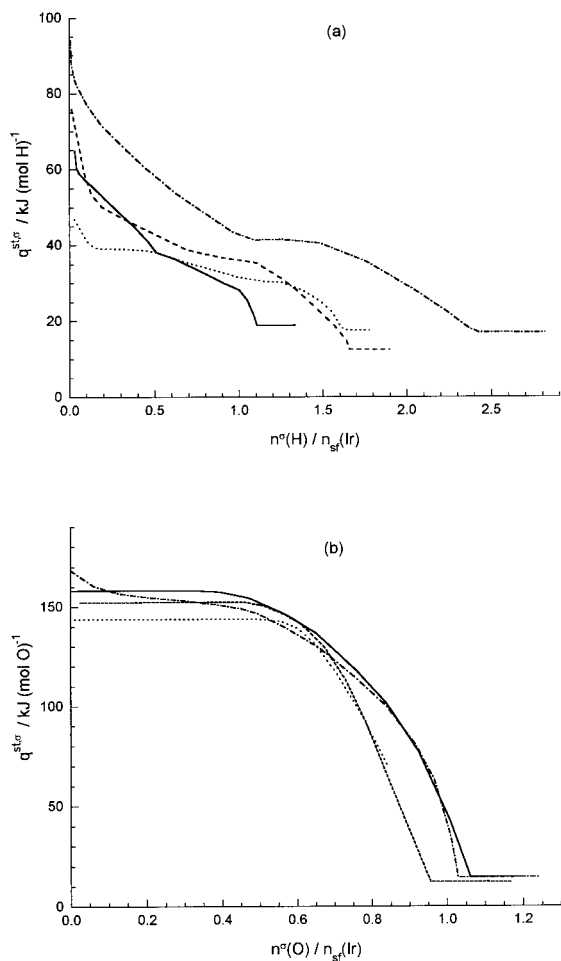 (a)
100
80
60
40
20
0
q^st,σ / kJ (mol H)^-1
0.0 0.5 1.0 1.5 2.0 2.5
n^σ(H) / n_sf(Ir)
(b)
150
100
50
0
q^st,σ / kJ (mol O)^-1
0.0 0.2 0.4 0.6 0.8 1.0 1.2
n^σ(O) / n_sf(Ir)